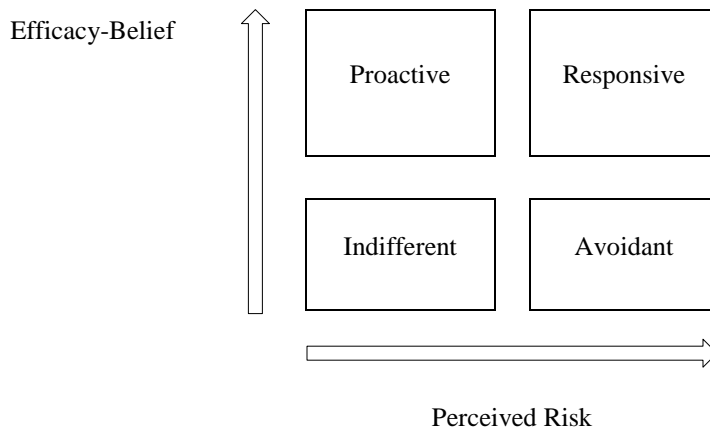 Efficacy-Belief
Proactive
Responsive
Indifferent
Avoidant
Perceived Risk